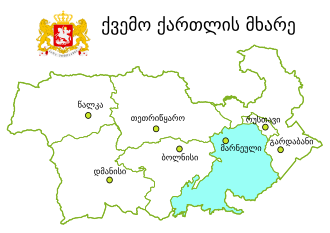 ქვემო ქართლის მხარე
წალკა
თეთრიწყარო
რუსთავი
გარდაბანი
მარნეული
ბოლნისი
დმანისი